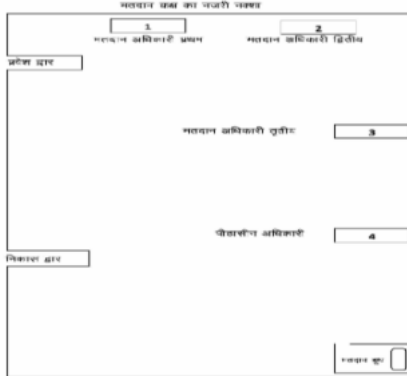 मतदान कक्ष का नजरी नक्शा
1
2
मतदान अधिकारी प्रथम
मतदान अधिकारी द्वितीय
प्रवेश द्वार
मतदान अधिकारी तृतीय
3
पीठासीन अधिकारी
4
निकास द्वार
मतदान बूथ